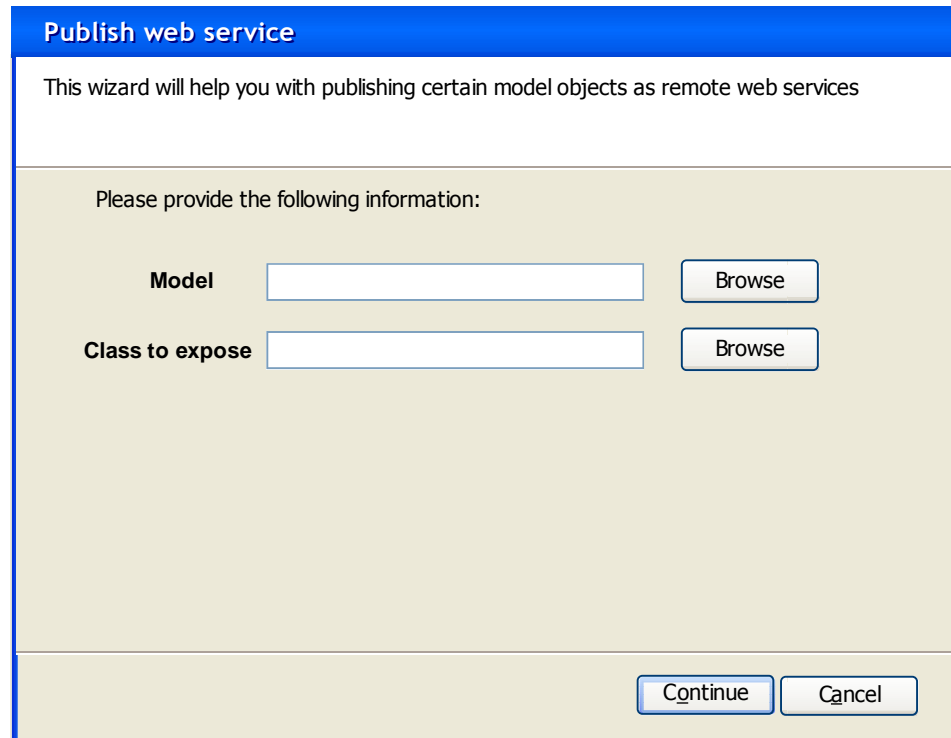 Publish web service
This wizard will help you with publishing certain model objects as remote web services
Please provide the following information:
Model
Browse
Class to expose
Browse
Continue
Cancel